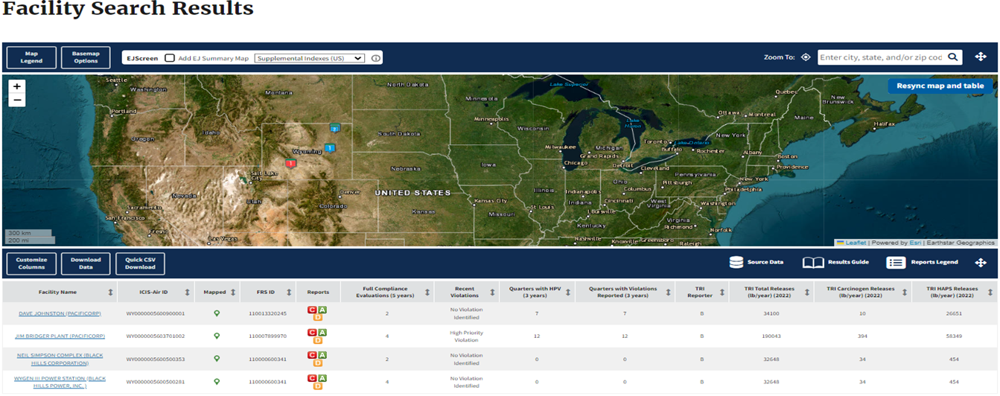 Facility Search Results
Map Legend
Basemap Options
EJScreen
Add EJ Summary Map
Supplemental Indexes (US)
Zoom To:
Enter city, state, and/or zip cod
+
−
Resync map and table
Seattle
Washington
Portland
Oregon
Idaho
Montana
North Dakota
South Dakota
Minnesota
Minneapolis
Wisconsin
Lake Superior
Lake Huron
Lake Ontario
Michigan
Milwaukee
Grand Rapids
Chicago
Detroit
Toronto
Buffalo
Rochester
Ottawa
Montreal
Quebec
New Brunswick
Maine
Halifax
New York
Albany
Boston
Providence
2
1
1
Wyoming
Salt Lake City
Nevada
Utah
Denver
Colorado
Nebraska
Iowa
UNITED STATES
Kansas
Kansas City
Missouri
St Louis
Illinois
Indianapolis
Indiana
Ohio
Columbus
Cincinnati
Louisville
Kentucky
Cleveland
Pittsburgh
Pennsylvania
New York
Philadelphia
West Virginia
Washington
Virginia
Richmond
Norfolk
Sacramento
San Francisco
Fresno
Las Vegas
Nashville
Knoxville
Greensboro
Raleigh
300 km
200 mi
Leaflet | Powered by Esri | Earthstar Geographics
Customize Columns
Download Data
Quick CSV Download
Source Data
Results Guide
Reports Legend
Facility Name
ICIS-Air ID
Mapped
FRS ID
Reports
Full Compliance Evaluations (5 years)
Recent Violations
Quarters with HPV (3 years)
Quarters with Violations Reported (3 years)
TRI Reporter
TRI Total Releases (lb/year) (2022)
TRI Carcinogen Releases (lb/year) (2022)
TRI HAPS Releases (lb/year) (2022)
DAVE JOHNSTON (PACIFICORP) WY0000005600900001 110013320245 C A D 2 No Violation Identified 7 7 B 34100 10 26651
JIM BRIDGER PLANT (PACIFICORP) WY0000005603701002 110007899970 C A D 4 High Priority Violation 12 12 B 190043 394 58349
NEIL SIMPSON COMPLEX (BLACK HILLS CORPORATION) WY0000005600500353 110000600341 C A D 2 No Violation Identified 0 0 B 32648 34 454
WYGEN III POWER STATION (BLACK HILLS POWER, INC. ) WY0000005600500281 110000600341 C A D 4 No Violation Identified 0 0 B 32648 34 454